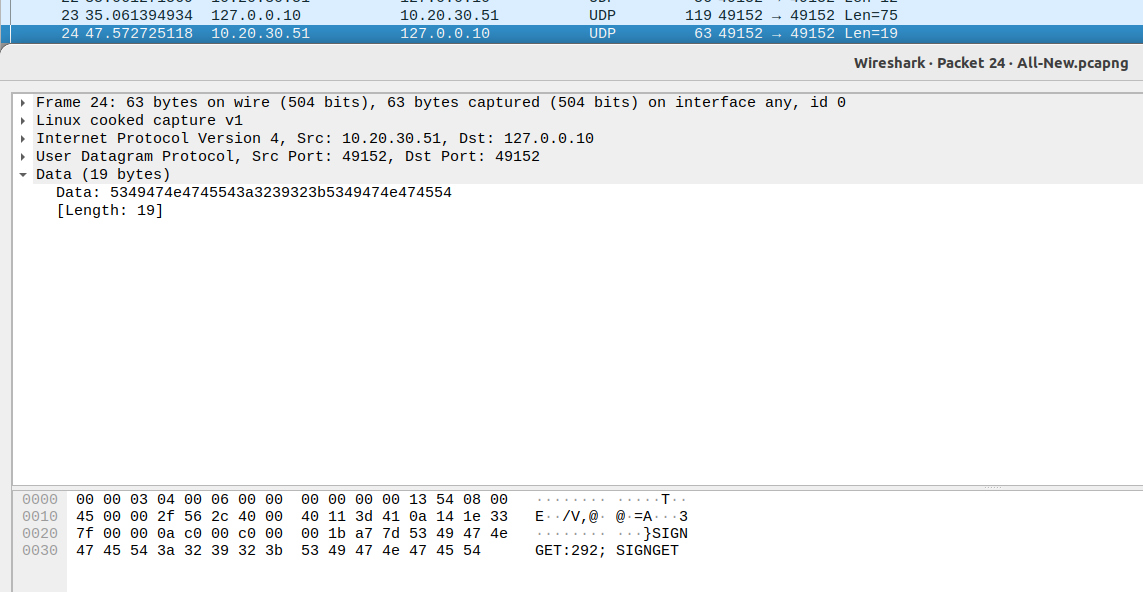 23 35.061394934 127.0.0.10 10.20.30.51 UDP 119 49152 → 49152 Len=75
24 47.572725118 10.20.30.51 127.0.0.10 UDP 63 49152 → 49152 Len=19
Wireshark · Packet 24 · All-New.pcapng
Frame 24: 63 bytes on wire (504 bits), 63 bytes captured (504 bits) on interface any, id 0
Linux cooked capture v1
Internet Protocol Version 4, Src: 10.20.30.51, Dst: 127.0.0.10
User Datagram Protocol, Src Port: 49152, Dst Port: 49152
Data (19 bytes)
Data: 5349474e4745543a3239323b5349474e474554
[Length: 19]
0000 00 00 03 04 00 06 00 00 00 00 00 00 13 54 08 00 ········ ·····T··
0010 45 00 00 2f 56 2c 40 00 40 11 3d 41 0a 14 1e 33 E··/V,@· @·=A···3
0020 7f 00 00 0a c0 00 c0 00 00 1b a7 7d 53 49 47 4e ········ ···}SIGN
0030 47 45 54 3a 32 39 32 3b 53 49 47 4e 47 45 54 GET:292; SIGNGET